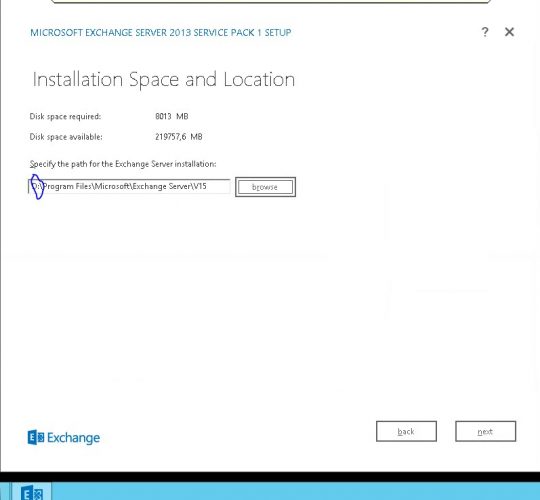 MICROSOFT EXCHANGE SERVER 2013 SERVICE PACK 1 SETUP ? ✕
Installation Space and Location
Disk space required: 8013 MB
Disk space available: 219757,6 MB
Specify the path for the Exchange Server installation:
D:\Program Files\Microsoft\Exchange Server\V15 browse
E Exchange
back next
E